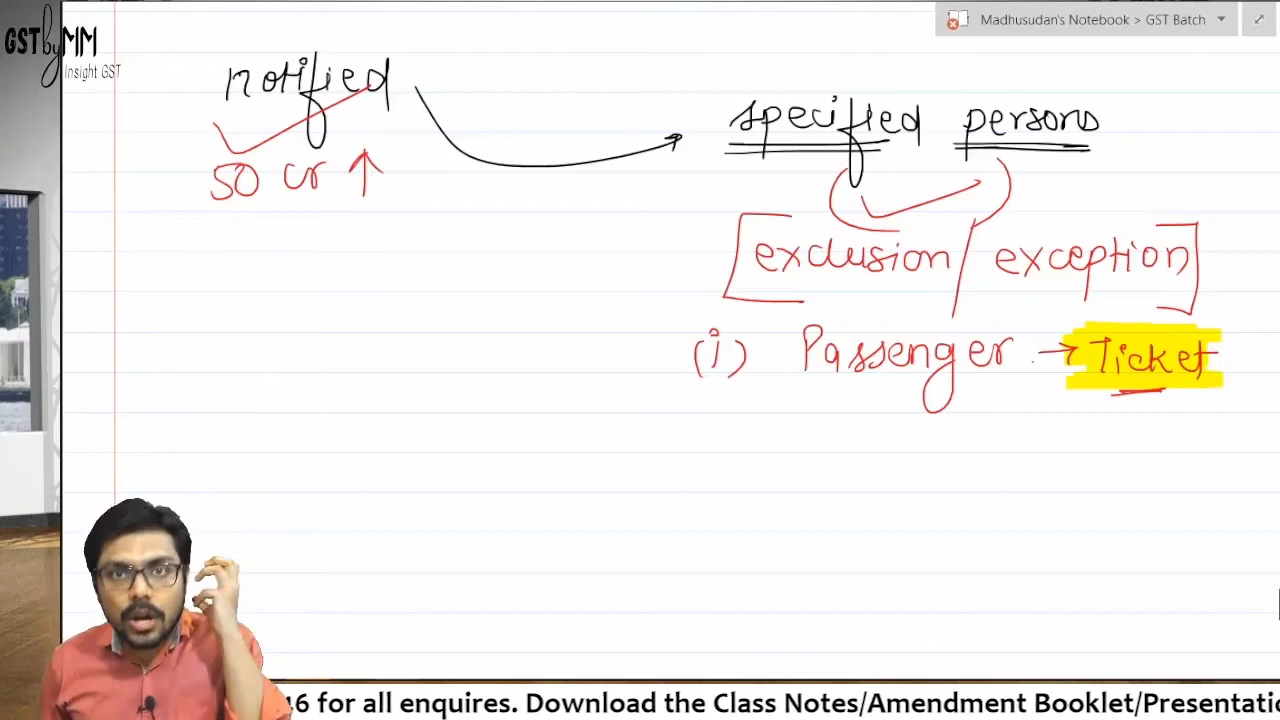 GST by MM
Insight GST
Madhusudan's Notebook > GST Batch
notified
50 cr ↑
specified persons
[exclusion / exception]
(i) Passenger → Ticket
46 for all enquires. Download the Class Notes/Amendment Booklet/Presentatio